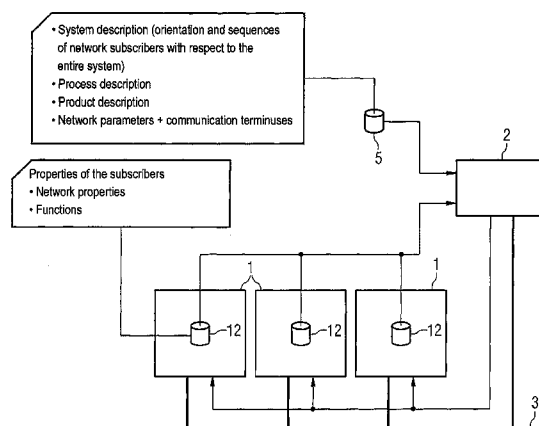 • System description (orientation and sequences
of network subscribers with respect to the
entire system)
• Process description
• Product description
• Network parameters + communication terminuses
5
2
Properties of the subscribers
• Network properties
• Functions
1
1
12
12
12
3